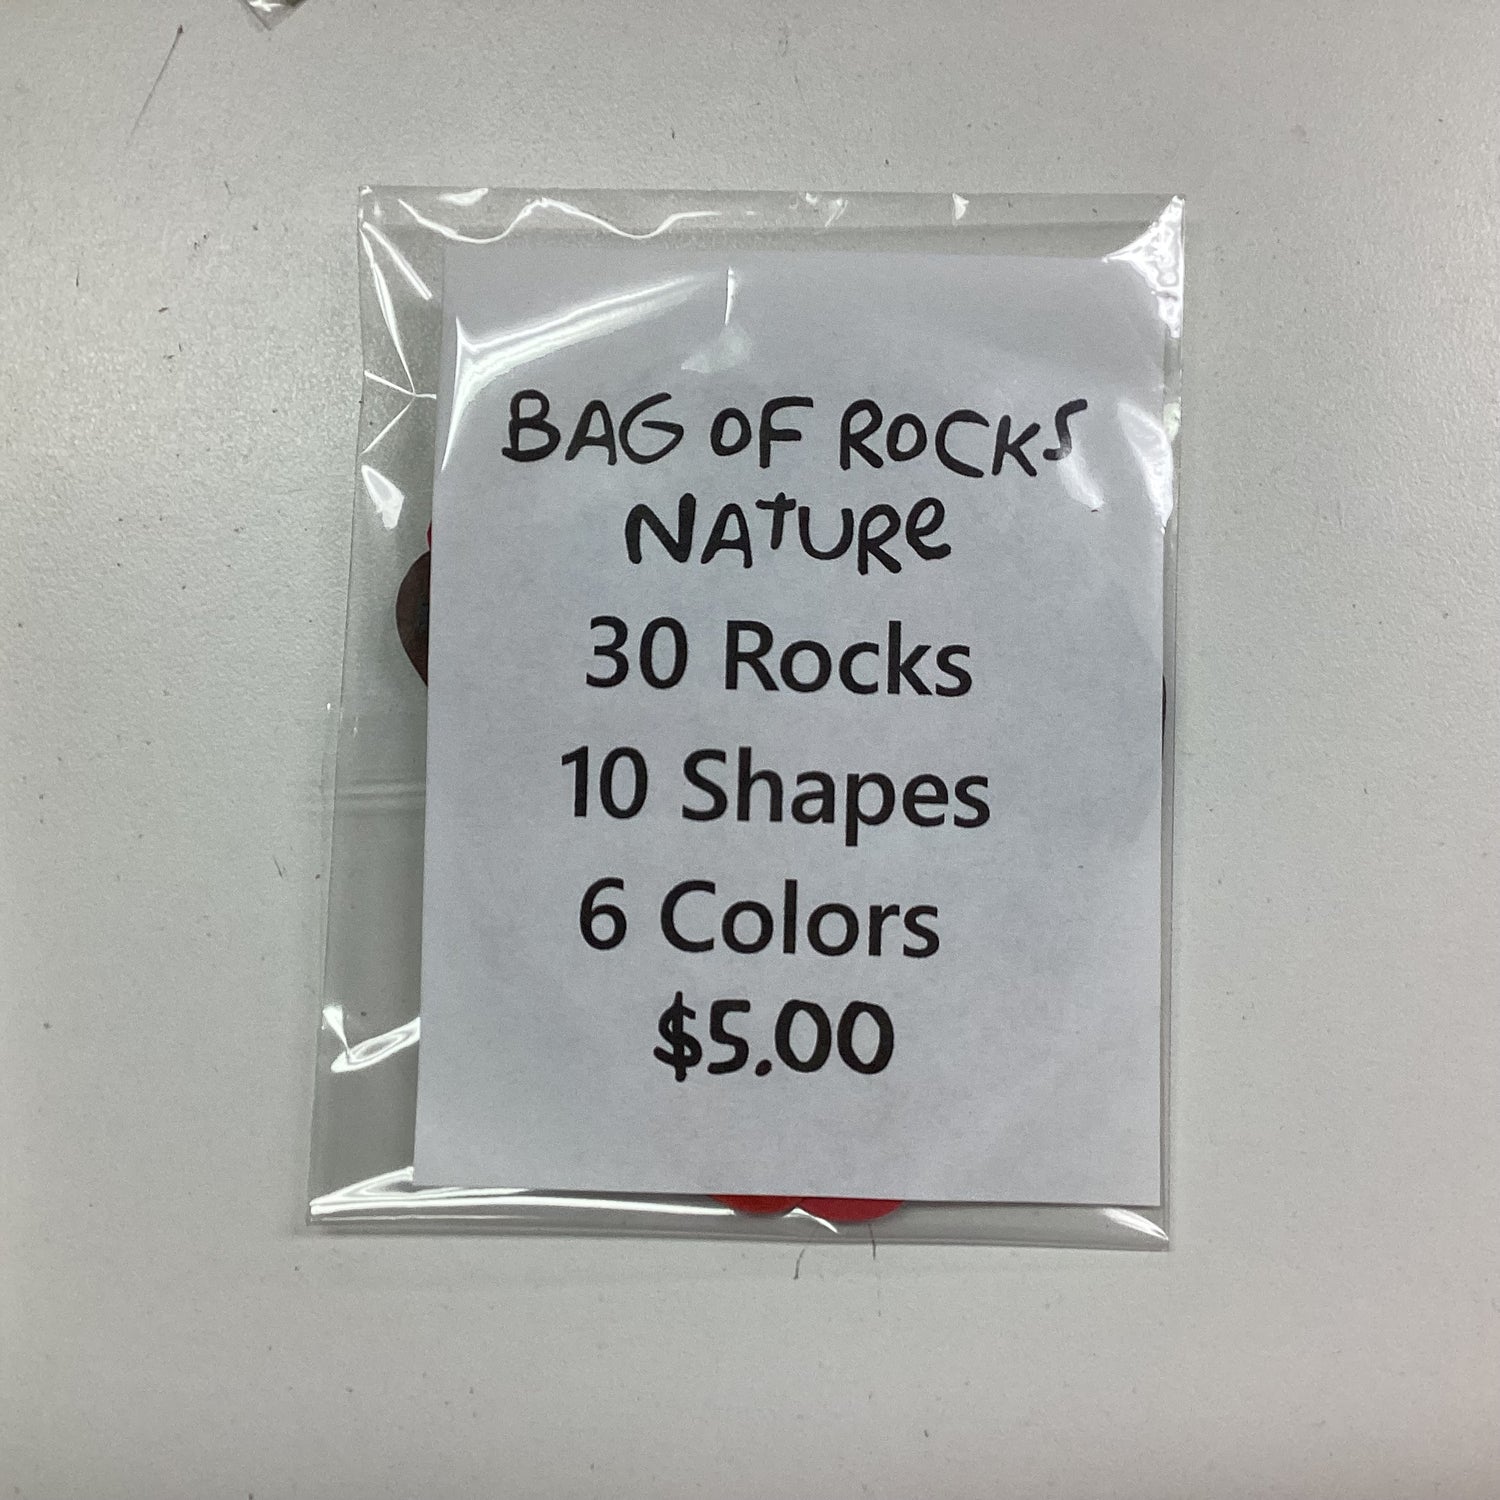 BAG OF ROCKS
NATURE
30 Rocks
10 Shapes
6 Colors
$5.00